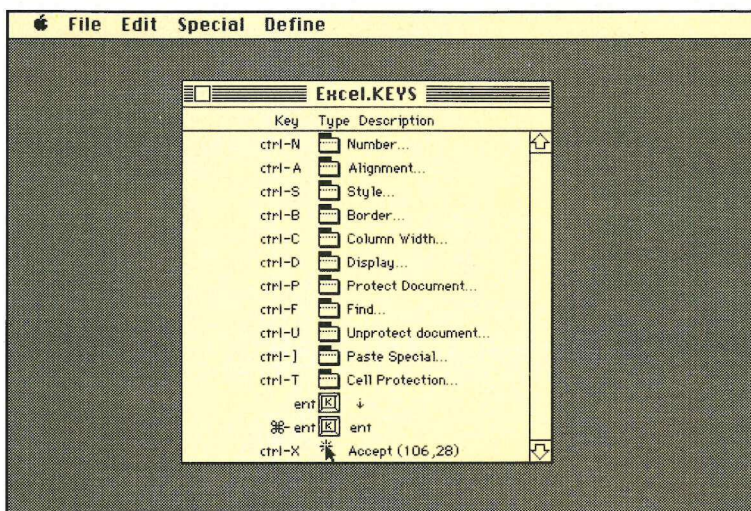 File Edit Special Define
Excel.KEYS
Key Type Description
ctrl-N Number...
ctrl-A Alignment...
ctrl-S Style...
ctrl-B Border...
ctrl-C Column Width...
ctrl-D Display...
ctrl-P Protect Document...
ctrl-F Find...
ctrl-U Unprotect document...
ctrl-] Paste Special...
ctrl-T Cell Protection...
ent K ↓
⌘-ent K ent
ctrl-X Accept (106,28)